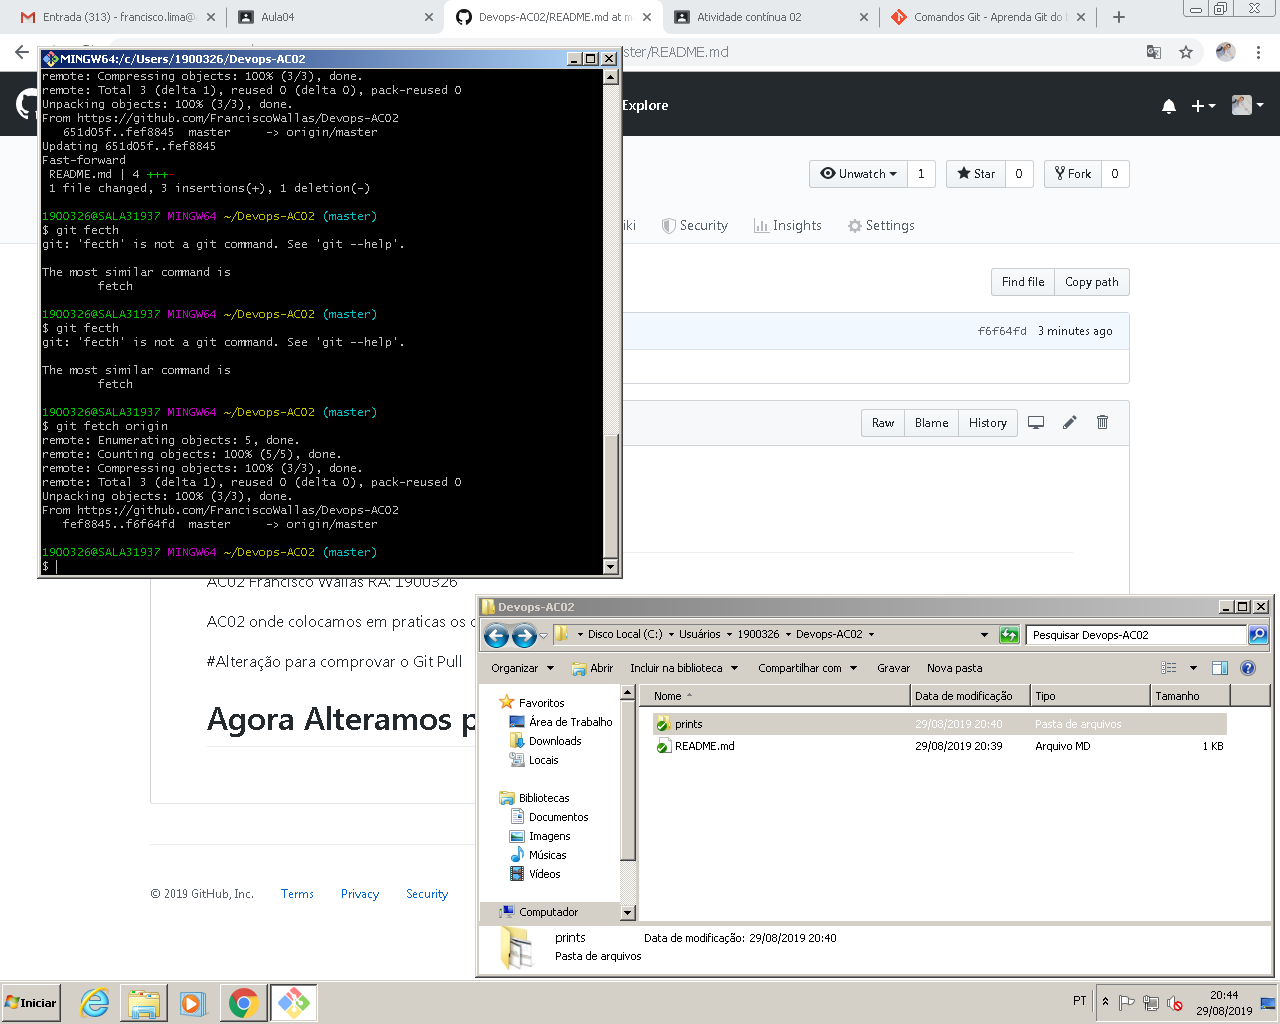 Entrada (313) - francisco.lima@
Aula04
Devops-AC02/README.md at m
Atividade contínua 02
Comandos Git - Aprenda Git do
ster/README.md
MINGW64:/c/Users/1900326/Devops-AC02
remote: Compressing objects: 100% (3/3), done.
remote: Total 3 (delta 1), reused 0 (delta 0), pack-reused 0
Unpacking objects: 100% (3/3), done.
From https://github.com/FranciscoWallas/Devops-AC02
651d05f..fef8845 master -> origin/master
Updating 651d05f..fef8845
Fast-forward
README.md | 4 +++-
1 file changed, 3 insertions(+), 1 deletion(-)
1900326@SALA31937 MINGW64 ~/Devops-AC02 (master)
$ git fecth
git: 'fecth' is not a git command. See 'git --help'.
The most similar command is
fetch
1900326@SALA31937 MINGW64 ~/Devops-AC02 (master)
$ git fecth
git: 'fecth' is not a git command. See 'git --help'.
The most similar command is
fetch
1900326@SALA31937 MINGW64 ~/Devops-AC02 (master)
$ git fetch origin
remote: Enumerating objects: 5, done.
remote: Counting objects: 100% (5/5), done.
remote: Compressing objects: 100% (3/3), done.
remote: Total 3 (delta 1), reused 0 (delta 0), pack-reused 0
Unpacking objects: 100% (3/3), done.
From https://github.com/FranciscoWallas/Devops-AC02
fef8845..f6f64fd master -> origin/master
1900326@SALA31937 MINGW64 ~/Devops-AC02 (master)
$
Explore
Unwatch 1
Star 0
Fork 0
iki
Security
Insights
Settings
Find file
Copy path
f6f64fd 3 minutes ago
Raw
Blame
History
AC02 Francisco Wallas RA: 1900326
AC02 onde colocamos em praticas os c
#Alteração para comprovar o Git Pull
Agora Alteramos p
© 2019 GitHub, Inc.
Terms
Privacy
Security
Devops-AC02
Disco Local (C:)
Usuários
1900326
Devops-AC02
Pesquisar Devops-AC02
Organizar
Abrir
Incluir na biblioteca
Compartilhar com
Gravar
Nova pasta
Favoritos
Área de Trabalho
Downloads
Locais
Bibliotecas
Documentos
Imagens
Músicas
Vídeos
Computador
Nome
Data de modificação
Tipo
Tamanho
prints 29/08/2019 20:40 Pasta de arquivos
README.md 29/08/2019 20:39 Arquivo MD 1 KB
prints Data de modificação: 29/08/2019 20:40
Pasta de arquivos
Iniciar
PT
20:44
29/08/2019